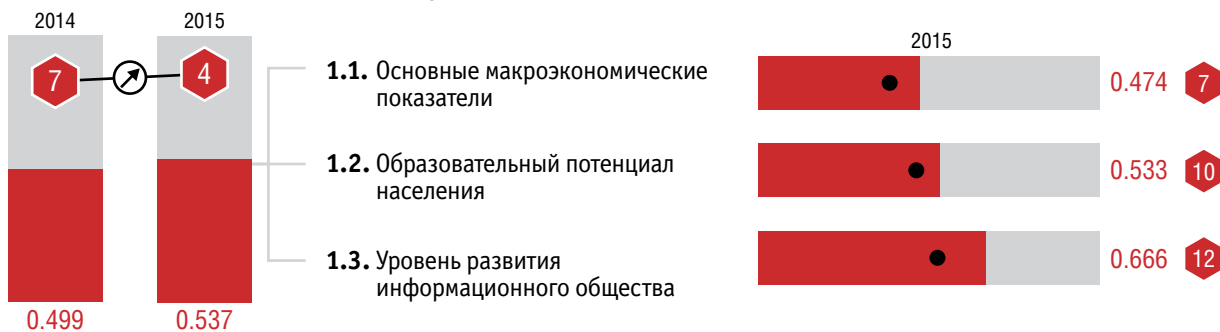 2014
2015
7
4
0.499
0.537
1.1. Основные макроэкономические
показатели
1.2. Образовательный потенциал
населения
1.3. Уровень развития
информационного общества
2015
0.474
7
0.533
10
0.666
12